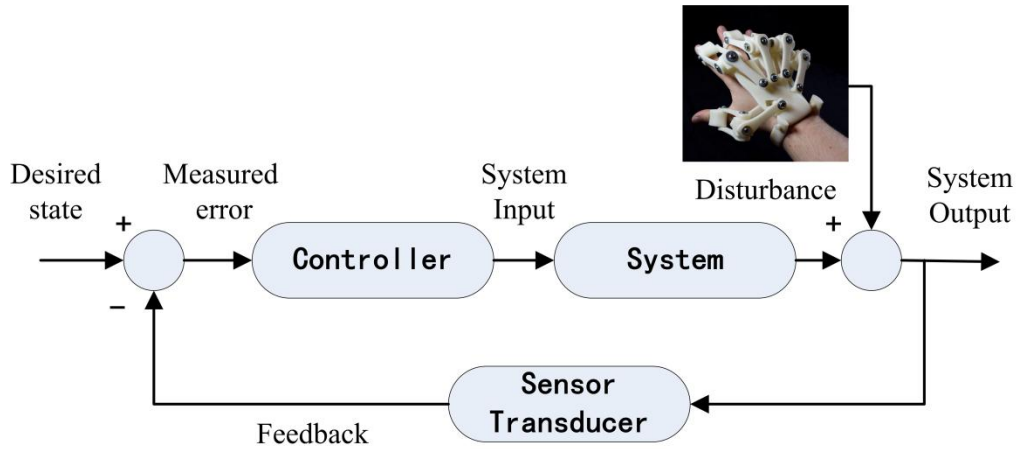 Desired
state
Measured
error
System
Input
Disturbance
System
Output
+
+
Controller
System
−
Sensor
Transducer
Feedback